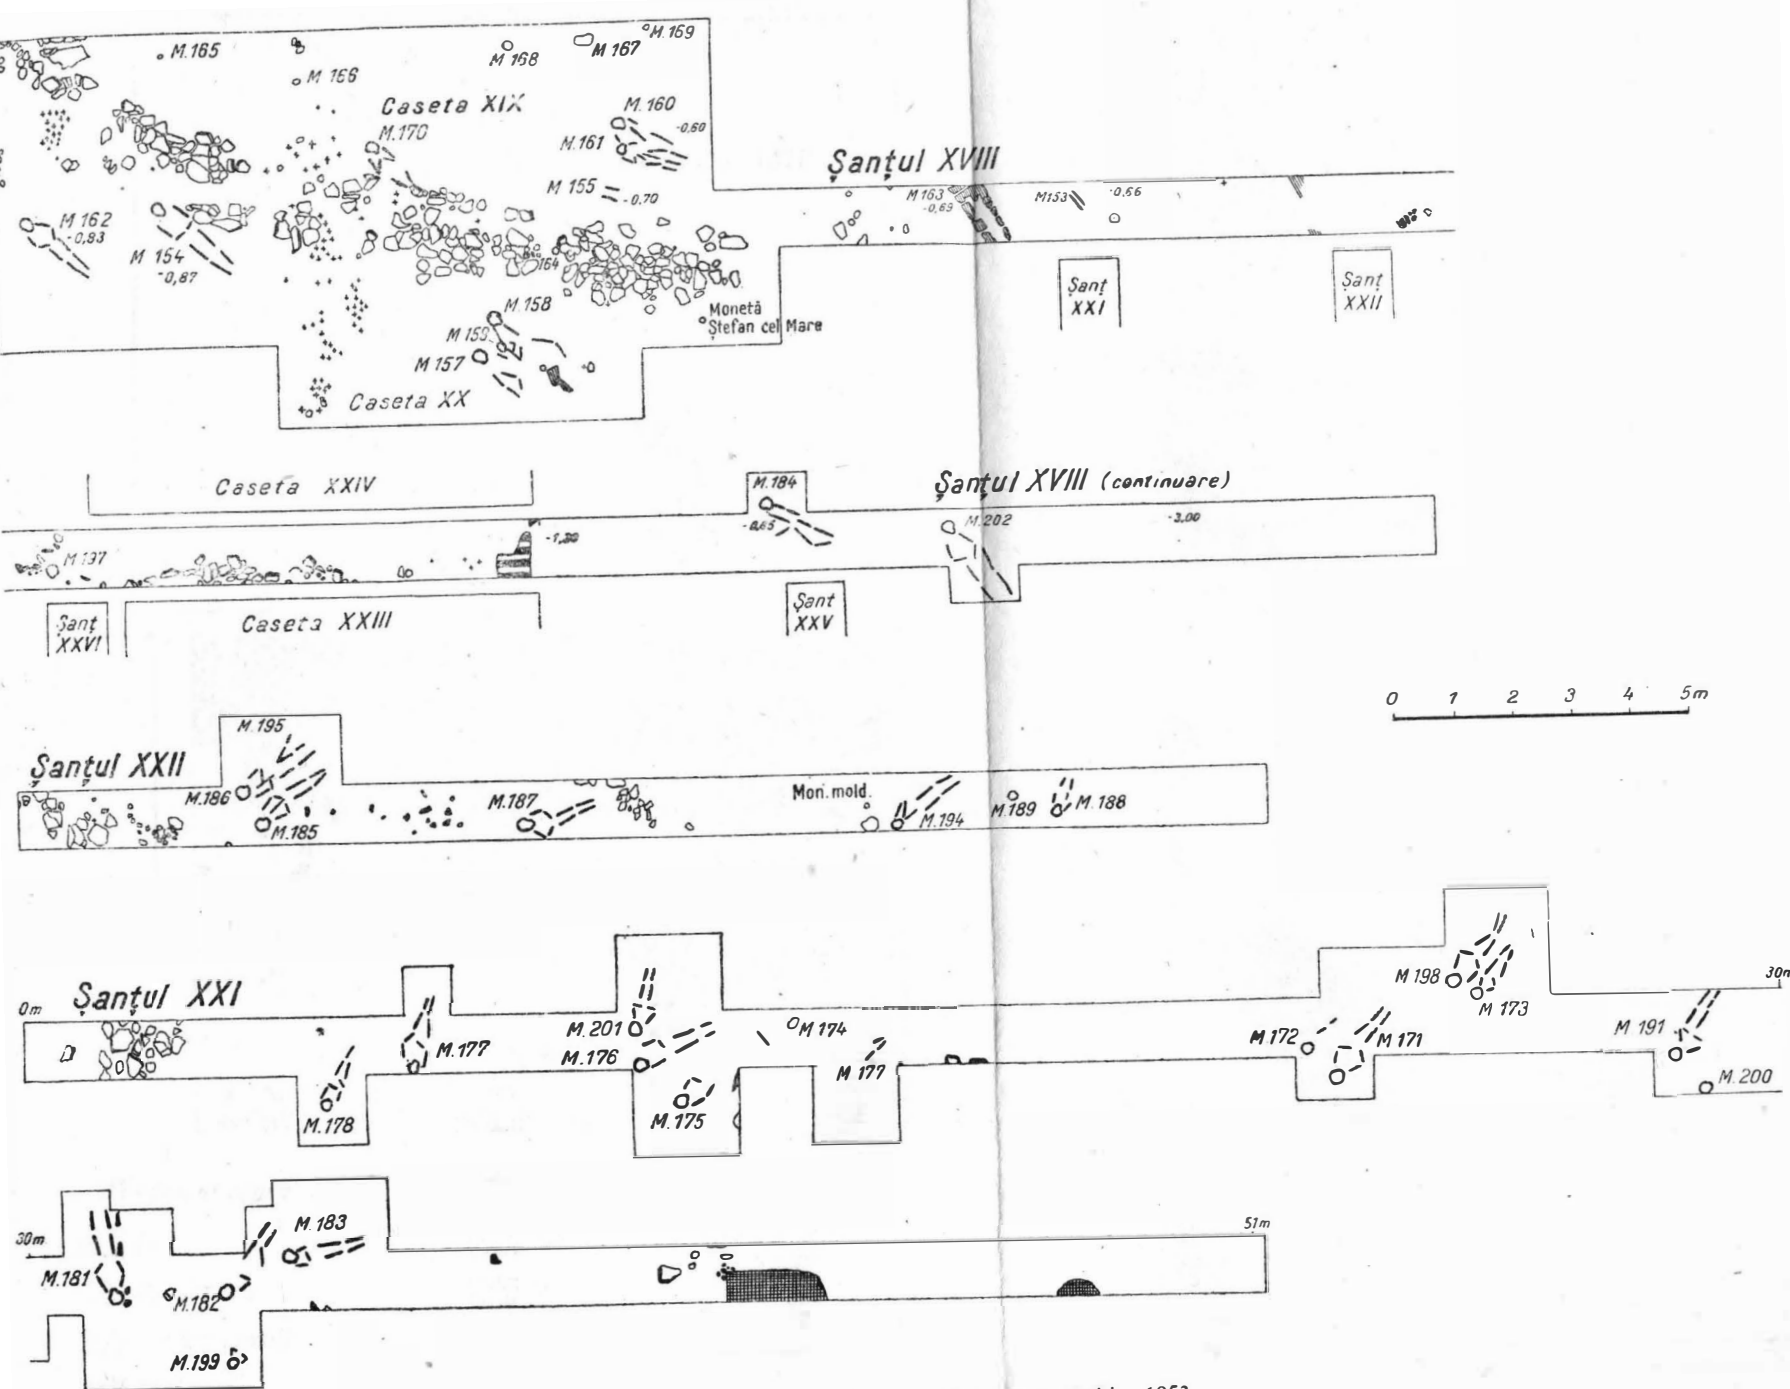 M.165
M 166
M 168
M 167
M.169
Caseta XIX
M.170
M.160
-0,60
M.161
M 155
-0.70
M 162
-0,83
M 154
-0,87
164
M.158
M 159
M 157
Monetă
Ștefan cel Mare
Caseta XX
Șanțul XVIII
M 163
-0,69
M153
-0,66
Șanț
XXI
Șanț
XXII
Caseta XXIV
M.197
-1,30
M.184
-0,65
Șanțul XVIII (continuare)
M.202
-3,00
Șanț
XXVI
Caseta XXIII
Șanț
XXV
0 1 2 3 4 5m
Șanțul XXII
M.195
M.186
M.185
M.187
Mon. mold.
M.194
M.189
M.188
Șanțul XXI
0m
M.177
M.178
M.201
M.176
M.175
M 174
M 177
M 172
M 171
M 198
M 173
M 191
M.200
30m
30m
M.181
M.182
M. 183
M.199
51m